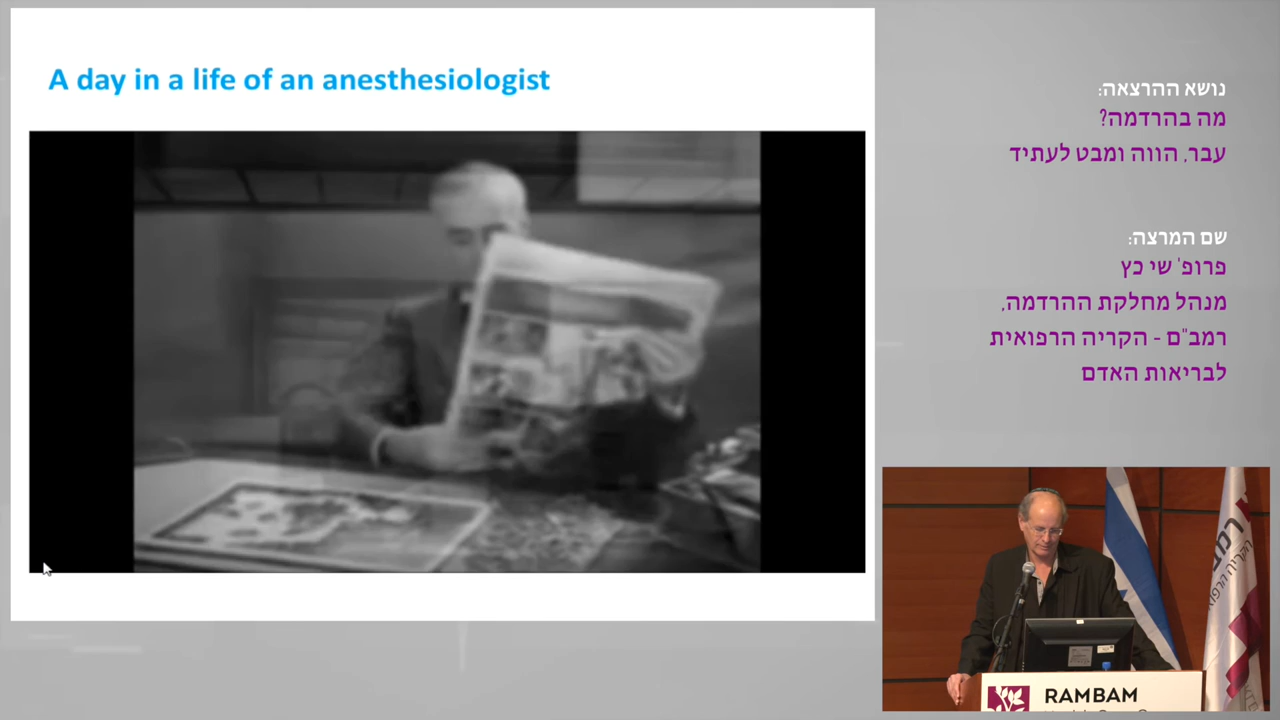 A day in a life of an anesthesiologist
נושא ההרצאה:
מה בהרדמה?
עבר, הווה ומבט לעתיד
שם המרצה:
פרופ' שי כץ
מנהל מחלקת ההרדמה,
רמב"ם - הקריה הרפואית
לבריאות האדם
RAMBAM